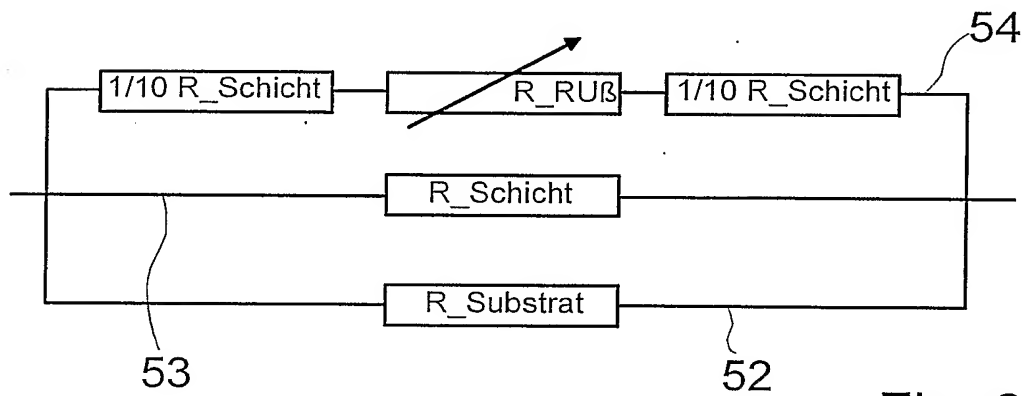 54
1/10 R_Schicht R_RUß 1/10 R_Schicht
R_Schicht
R_Substrat
53 52